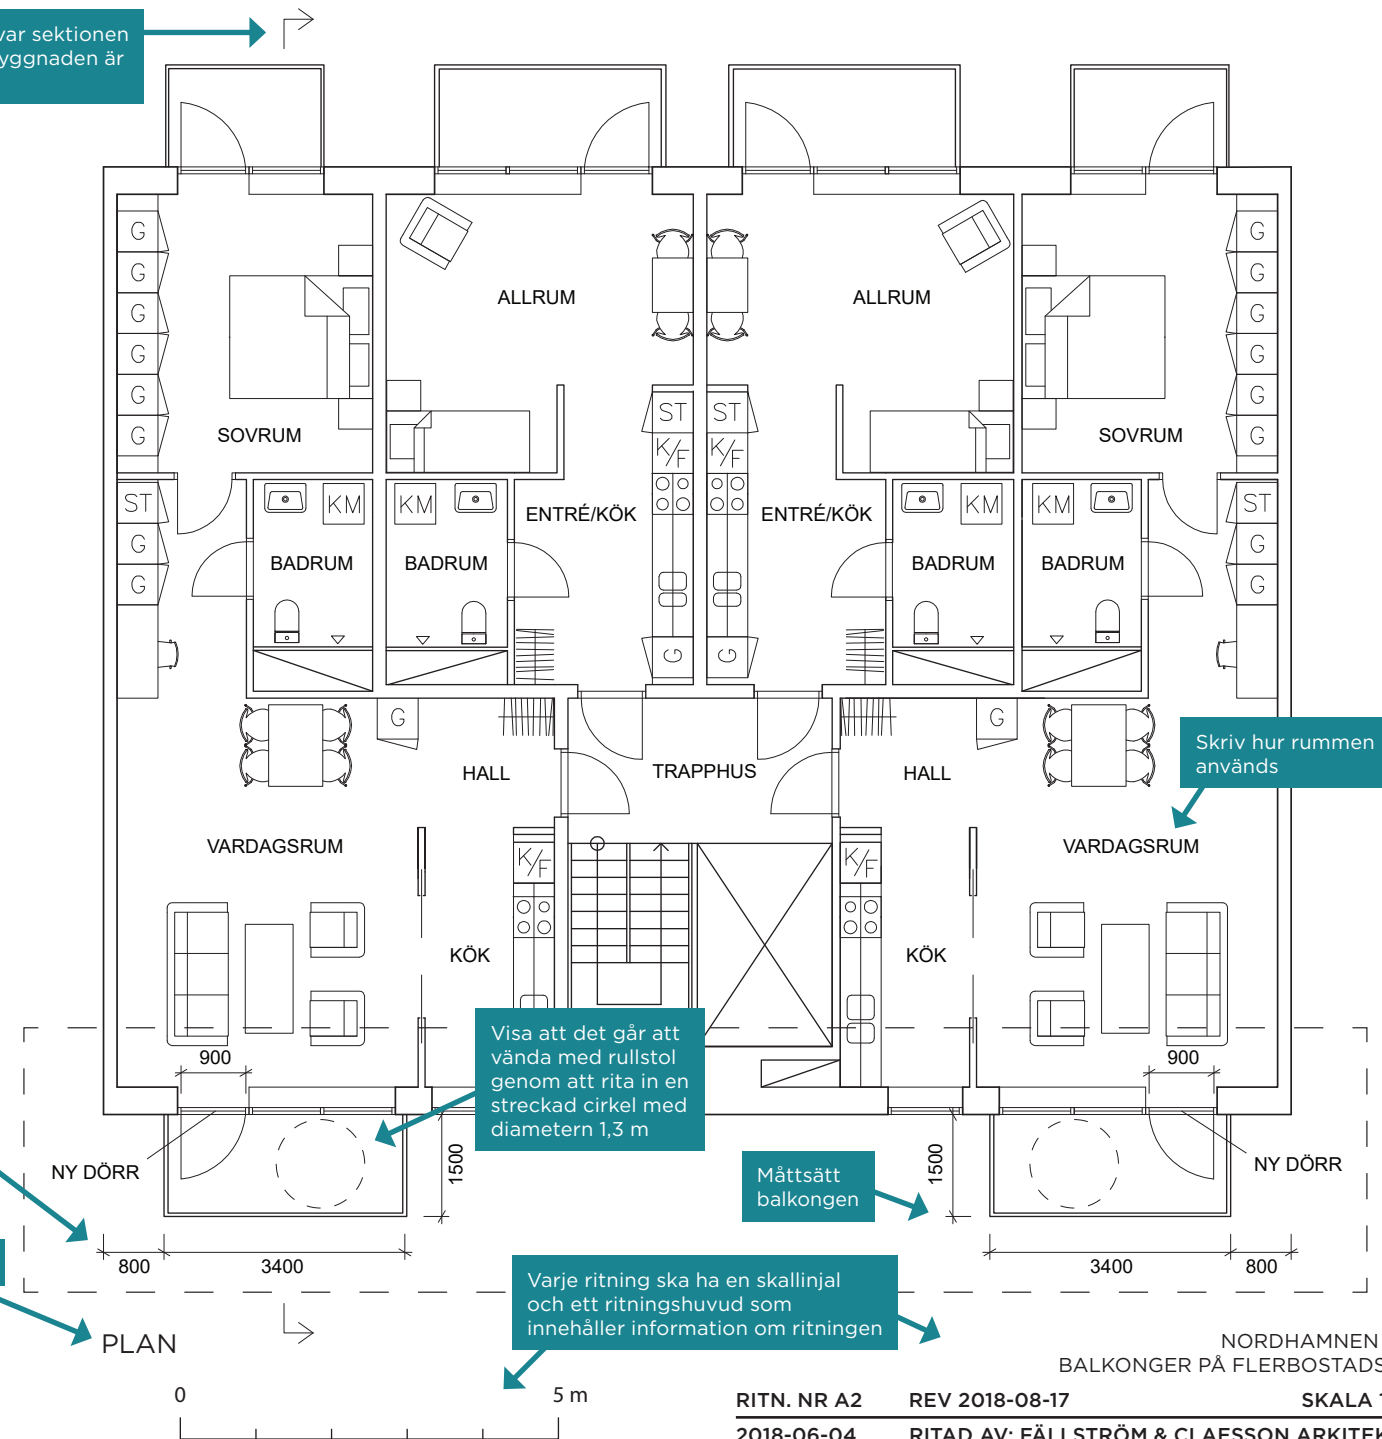 var sektionen
yggnaden är
G
G
G
G
G
G
ALLRUM
ALLRUM
G
G
G
G
G
G
SOVRUM
SOVRUM
ST
ST
K/F
K/F
ST
G
G
KM
KM
ENTRÉ/KÖK
ENTRÉ/KÖK
KM
KM
ST
G
G
BADRUM
BADRUM
BADRUM
BADRUM
G
G
G
G
HALL
TRAPPHUS
HALL
Skriv hur rummen
används
VARDAGSRUM
VARDAGSRUM
K/F
K/F
KÖK
KÖK
Visa att det går att
vända med rullstol
genom att rita in en
streckad cirkel med
diametern 1,3 m
900
900
NY DÖRR
1500
Måttsätt
balkongen
1500
NY DÖRR
800
3400
3400
800
Varje ritning ska ha en skallinjal
och ett ritningshuvud som
innehåller information om ritningen
PLAN
0
5 m
NORDHAMNEN
BALKONGER PÅ FLERBOSTADS
RITN. NR A2 REV 2018-08-17 SKALA 1
2018-06-04 RITAD AV: FÄLLSTRÖM & CLAESSON ARKITEK